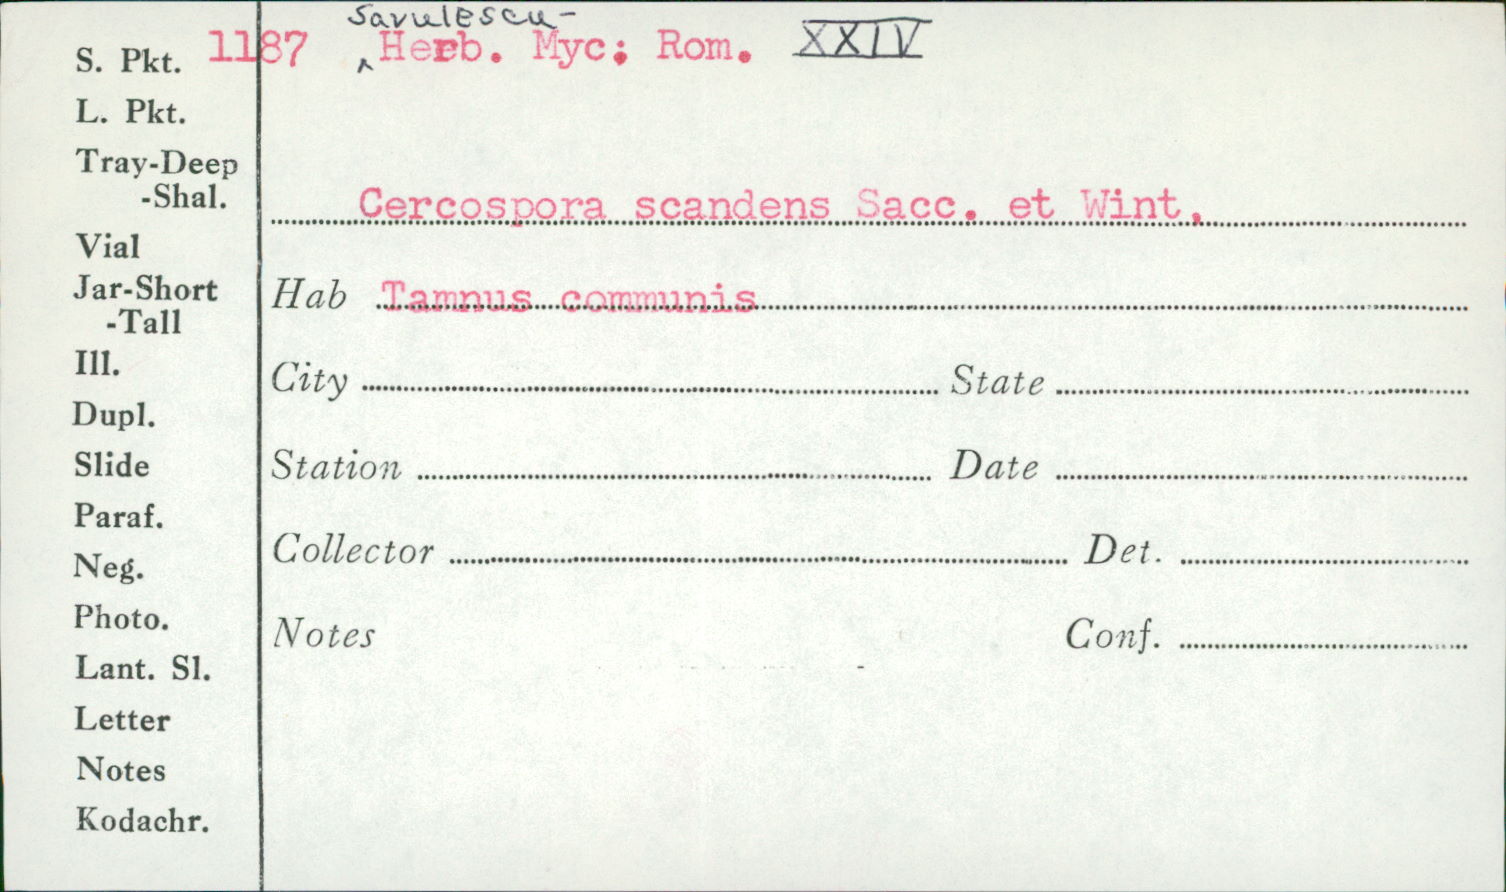 Savulescu-
S. Pkt. 1187 ^Herb. Myc. Rom. XXIV
L. Pkt.
Tray-Deep
-Shal.
Cercospora scandens Sacc. et Wint.
Vial
Jar-Short
-Tall
Hab Tamnus communis
Ill.
City State
Dupl.
Slide
Station Date
Paraf.
Neg.
Collector Det.
Photo.
Notes Conf.
Lant. Sl.
Letter
Notes
Kodachr.